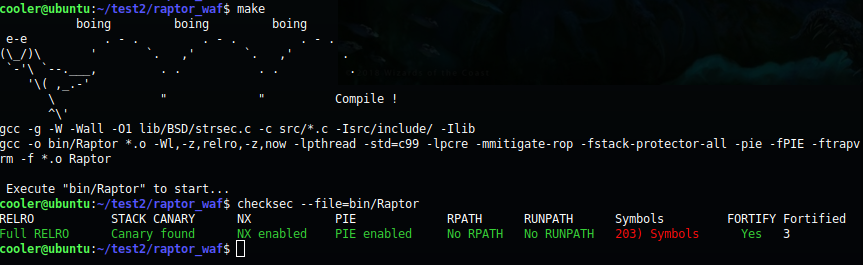 cooler@ubuntu:~/test2/raptor_waf$ make
           boing         boing         boing
 e-e           . - .         . - .         . - .
(\_/)\       '       `.   ,'       `.   ,'       .
 `-'\ `--.___,         . .           . .          .
    '\( ,_.-'
       \               "             "          Compile !
       ^\'
gcc -g -W -Wall -O1 lib/BSD/strsec.c -c src/*.c -Isrc/include/ -Ilib
gcc -o bin/Raptor *.o -Wl,-z,relro,-z,now -lpthread -std=c99 -lpcre -mmitigate-rop -fstack-protector-all -pie -fPIE -ftrapv
rm -f *.o Raptor
 Execute "bin/Raptor" to start...
cooler@ubuntu:~/test2/raptor_waf$ checksec --file=bin/Raptor
RELRO           STACK CANARY      NX            PIE             RPATH      RUNPATH      Symbols         FORTIFY Fortified
Full RELRO      Canary found      NX enabled    PIE enabled     No RPATH   No RUNPATH   203) Symbols      Yes   3
cooler@ubuntu:~/test2/raptor_waf$